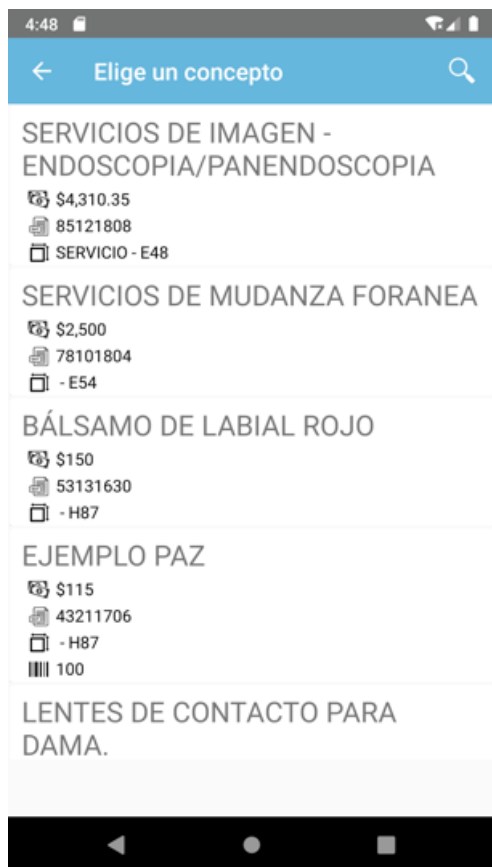 4:48
Elige un concepto
SERVICIOS DE IMAGEN -
ENDOSCOPIA/PANENDOSCOPIA
$4,310.35
85121808
SERVICIO - E48
SERVICIOS DE MUDANZA FORANEA
$2,500
78101804
- E54
BÁLSAMO DE LABIAL ROJO
$150
53131630
- H87
EJEMPLO PAZ
$115
43211706
- H87
100
LENTES DE CONTACTO PARA
DAMA.